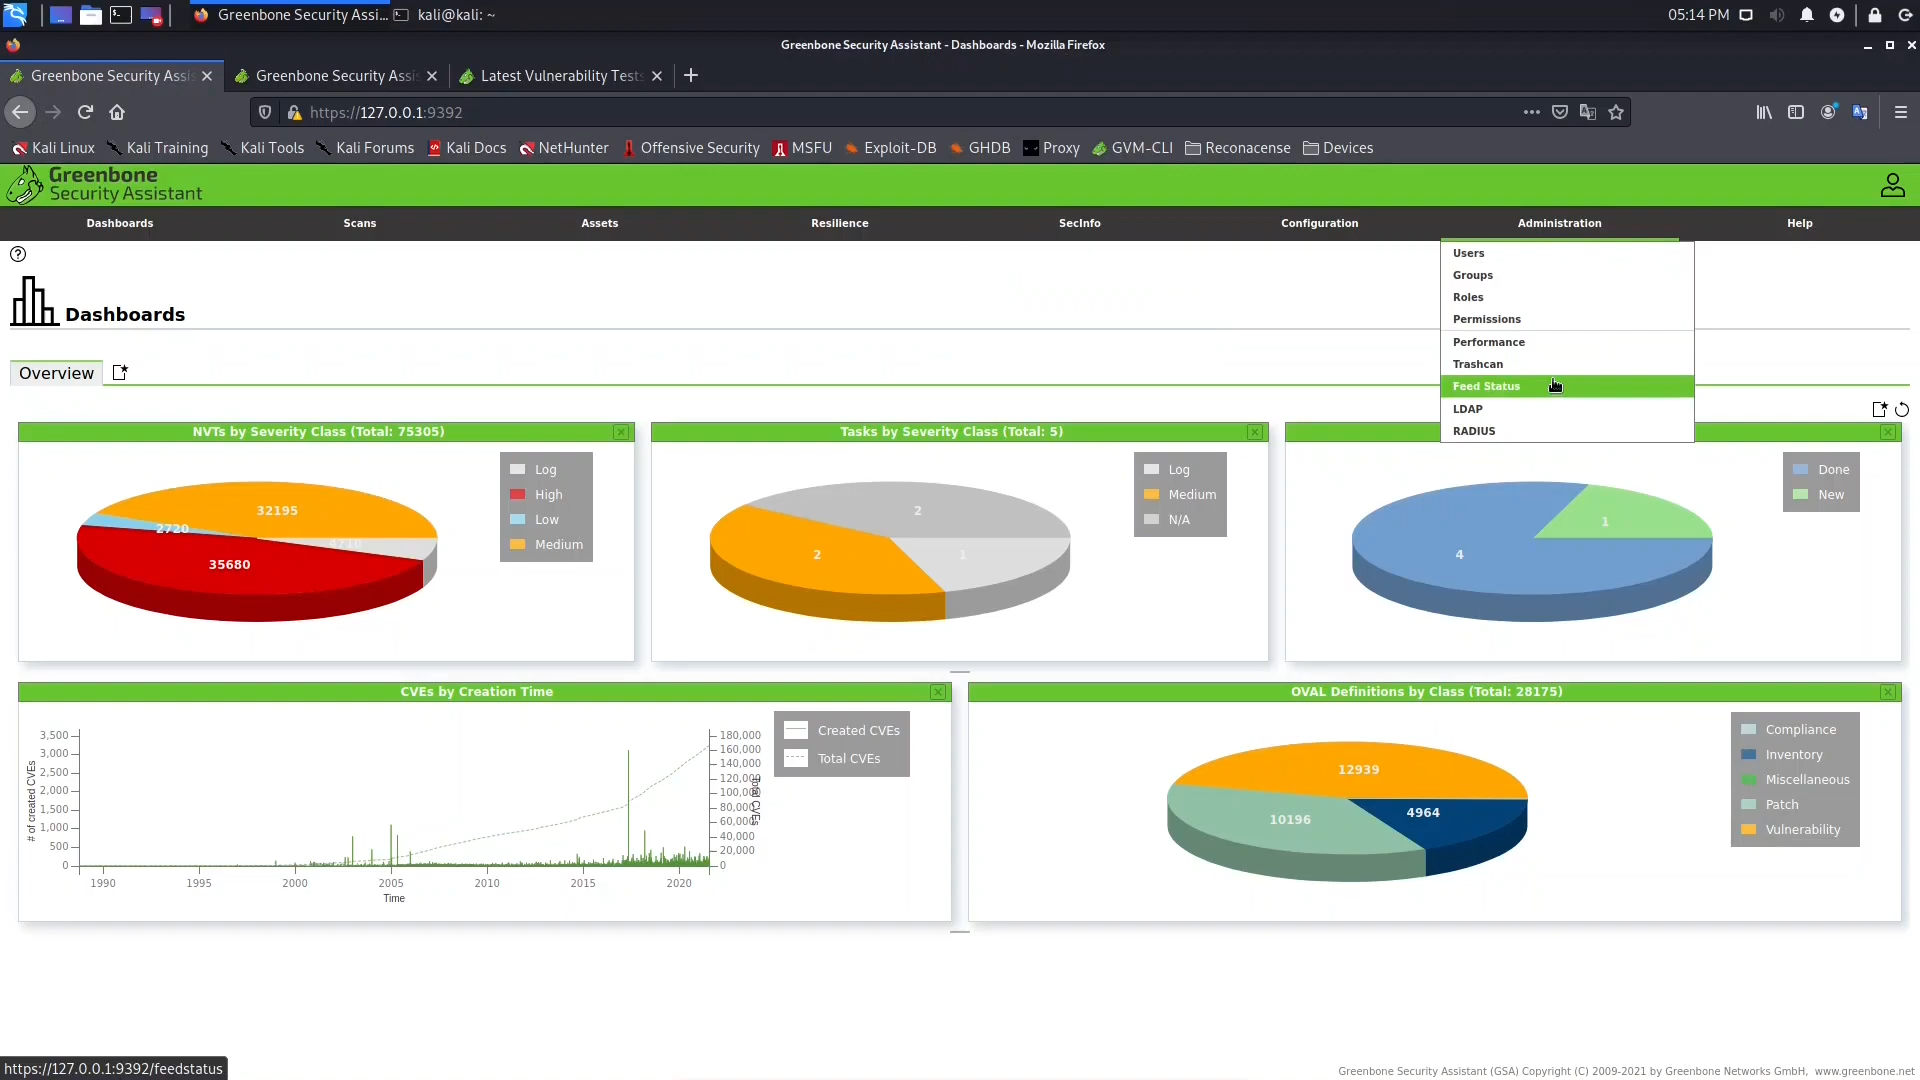 Greenbone Security Assi...
kali@kali: ~
05:14 PM
Greenbone Security Assistant - Dashboards - Mozilla Firefox
Greenbone Security Assis
Greenbone Security Assis
Latest Vulnerability Tests
https://127.0.0.1:9392
Kali Linux
Kali Training
Kali Tools
Kali Forums
Kali Docs
NetHunter
Offensive Security
MSFU
Exploit-DB
GHDB
Proxy
GVM-CLI
Reconacense
Devices
Greenbone
Security Assistant
Dashboards
Scans
Assets
Resilience
SecInfo
Configuration
Administration
Help
Users
Groups
Roles
Permissions
Performance
Trashcan
Feed Status
LDAP
RADIUS
Dashboards
Overview
NVTs by Severity Class (Total: 75305)
32195
2720
4710
35680
Log
High
Low
Medium
Tasks by Severity Class (Total: 5)
2
2
1
Log
Medium
N/A
1
4
Done
New
CVEs by Creation Time
# of created CVEs
3,500
3,000
2,500
2,000
1,500
1,000
500
0
1990
1995
2000
2005
2010
2015
2020
Time
180,000
160,000
140,000
120,000
100,000
80,000
60,000
40,000
20,000
0
Total CVEs
Created CVEs
Total CVEs
OVAL Definitions by Class (Total: 28175)
12939
10196
4964
Compliance
Inventory
Miscellaneous
Patch
Vulnerability
https://127.0.0.1:9392/feedstatus
Greenbone Security Assistant (GSA) Copyright (C) 2009-2021 by Greenbone Networks GmbH, www.greenbone.net